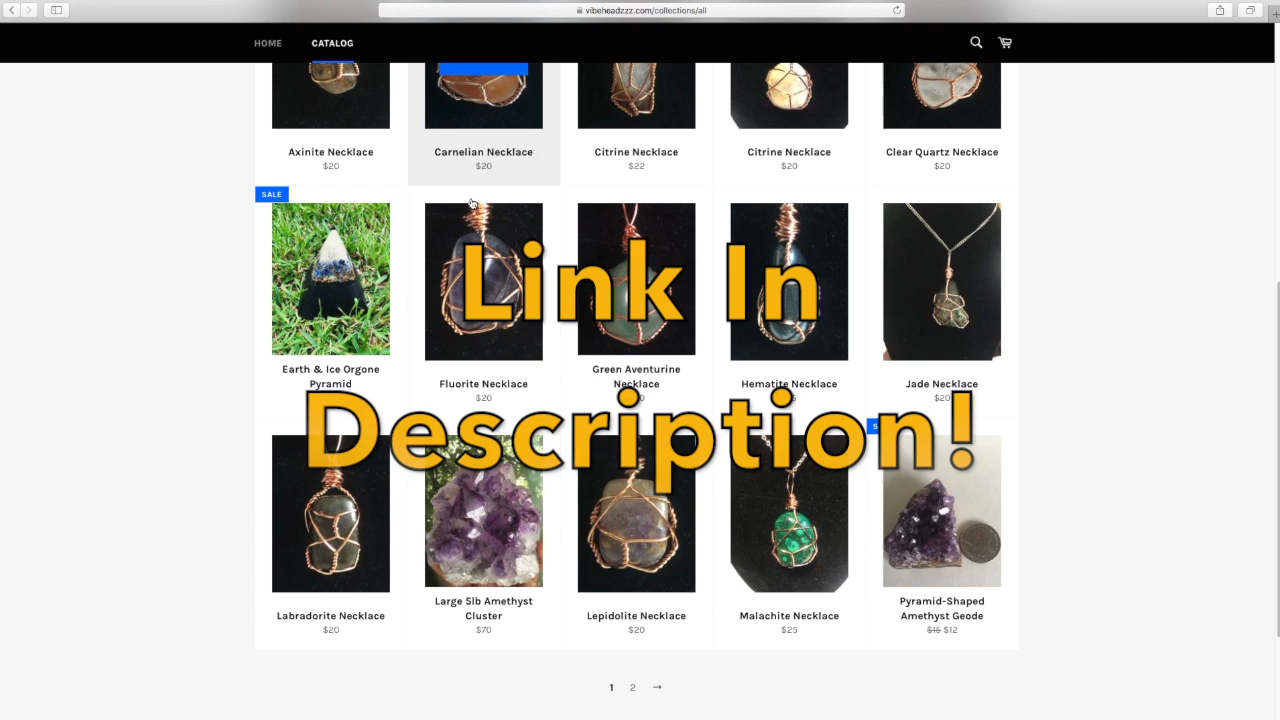 vibeheadzzz.com/collections/all
HOME CATALOG
Axinite Necklace
$20
Carnelian Necklace
$20
Citrine Necklace
$22
Citrine Necklace
$20
Clear Quartz Necklace
$20
SALE
Earth & Ice Orgone
Pyramid
Fluorite Necklace
$20
Green Aventurine
Necklace
Hematite Necklace
Jade Necklace
$20
Link In
Description!
Labradorite Necklace
$20
Large 5lb Amethyst
Cluster
$70
Lepidolite Necklace
$20
Malachite Necklace
$25
Pyramid-Shaped
Amethyst Geode
$15 $12
1 2 →